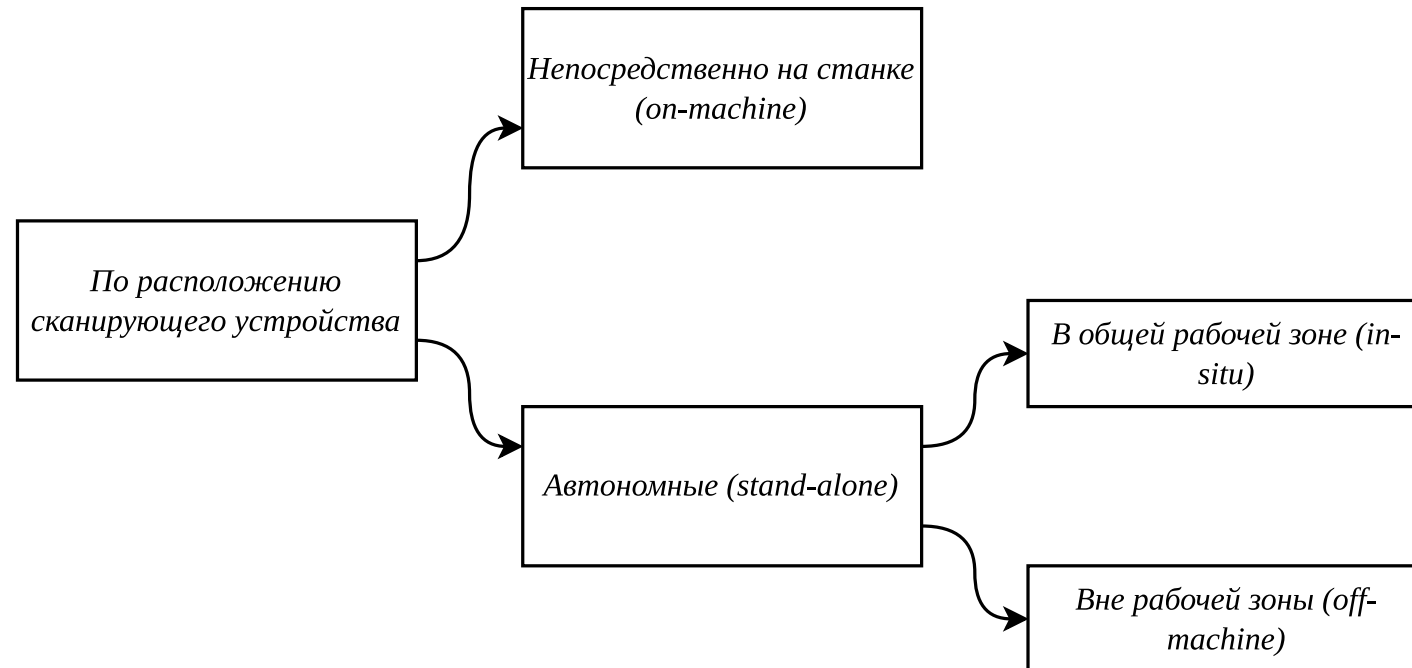 Непосредственно на станке
(on-machine)
По расположению
сканирующего устройства
В общей рабочей зоне (in-
situ)
Автономные (stand-alone)
Вне рабочей зоны (off-
machine)